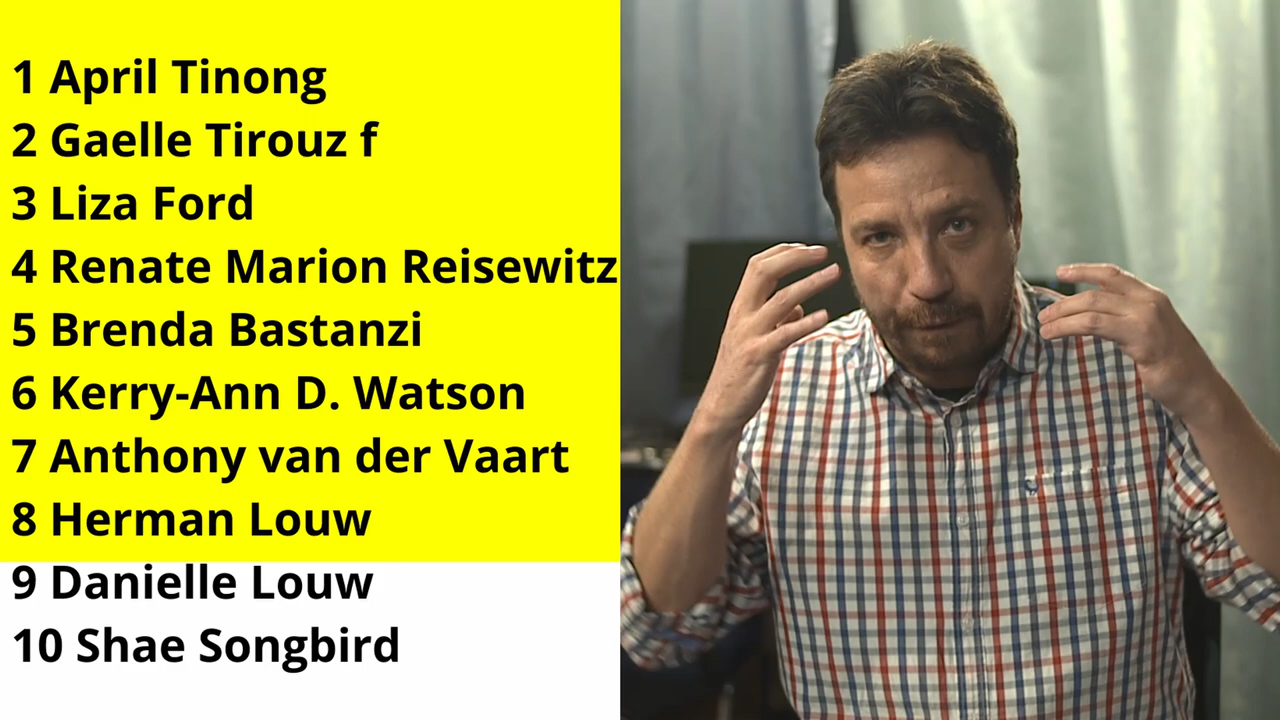 1 April Tinong
2 Gaelle Tirouz f
3 Liza Ford
4 Renate Marion Reisewitz
5 Brenda Bastanzi
6 Kerry-Ann D. Watson
7 Anthony van der Vaart
8 Herman Louw
9 Danielle Louw
10 Shae Songbird